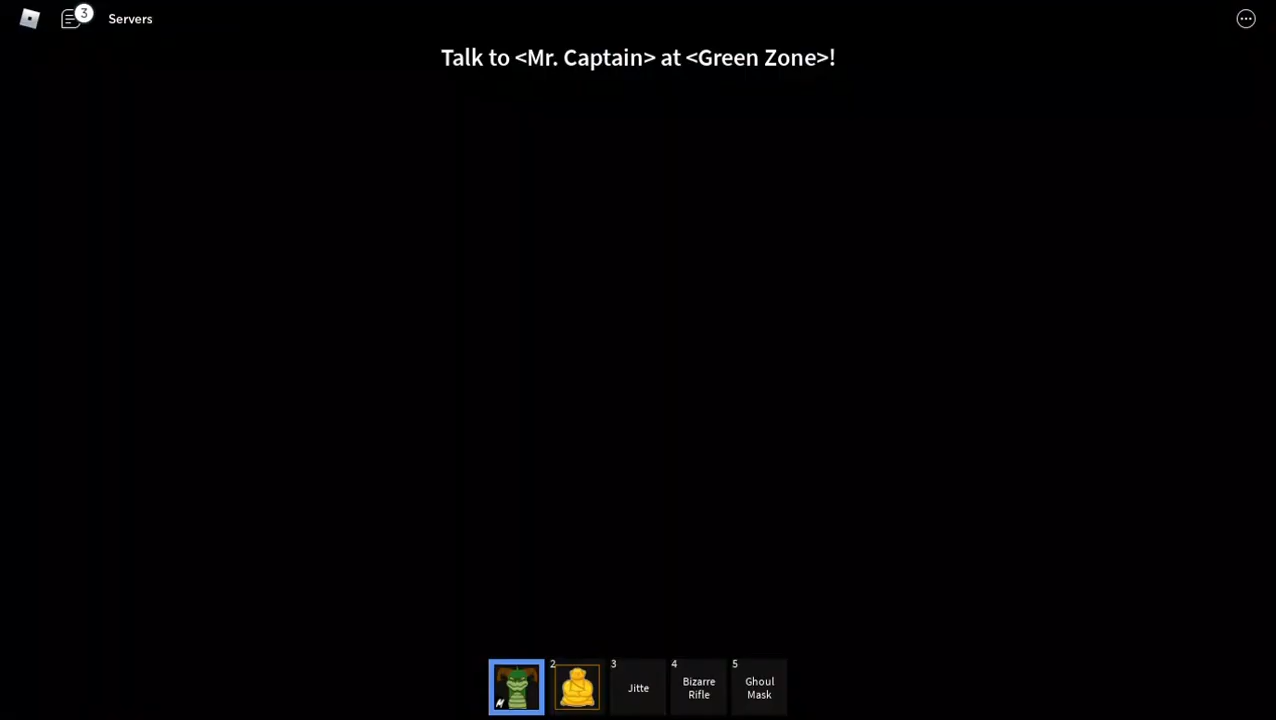 3
Servers
Talk to <Mr. Captain> at <Green Zone>!
2
3
Jitte
4
Bizarre
Rifle
5
Ghoul
Mask